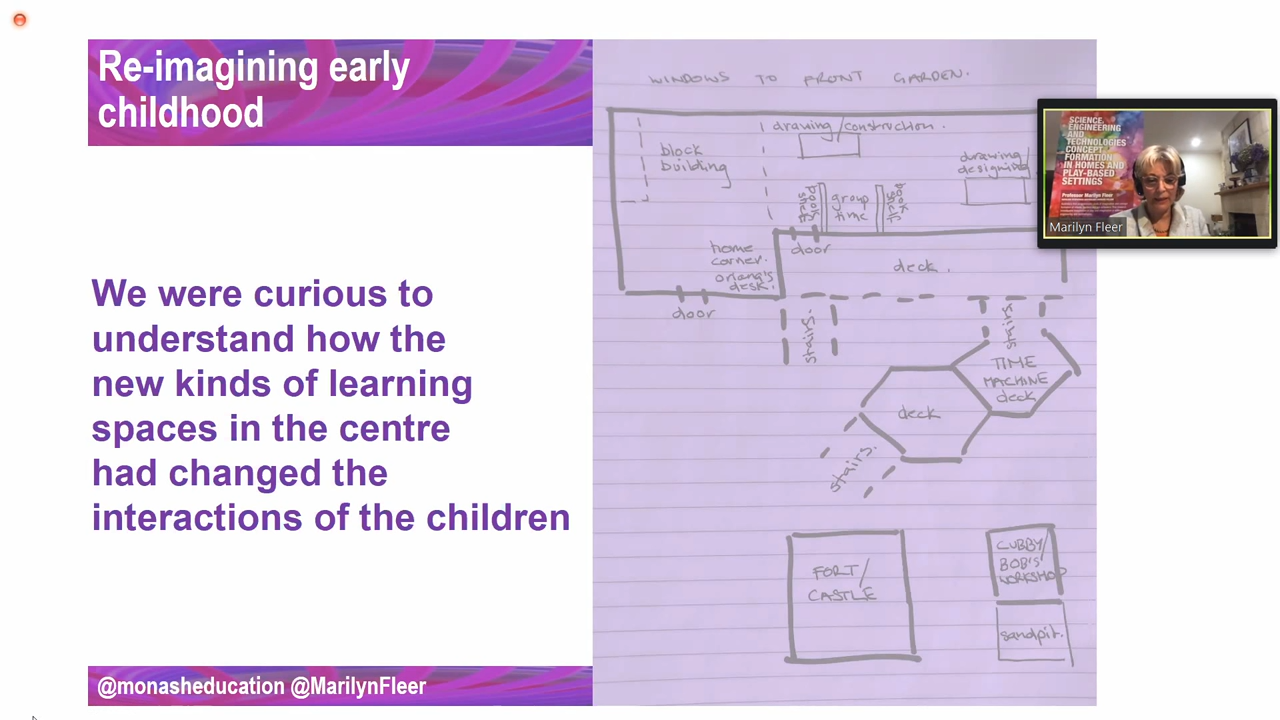 Re-imagining early
childhood
We were curious to
understand how the
new kinds of learning
spaces in the centre
had changed the
interactions of the children
@monasheducation @MarilynFleer
WINDOWS TO FRONT GARDEN.
drawing/construction.
block
building
drawing/
designing
book
shelf
group
time
book
shelf
home
corner.
door
deck.
desk.
door
stairs.
stairs
TIME
MACHINE
deck
deck
stairs.
FORT/
CASTLE
CUBBY/
BOB'S
WORKSHOP
sandpit.
SCIENCE,
ENGINEERING
AND
TECHNOLOGIES
CONCEPT
FORMATION
IN HOMES AND
PLAY-BASED
SETTINGS
Professor Marilyn Fleer
Marilyn Fleer